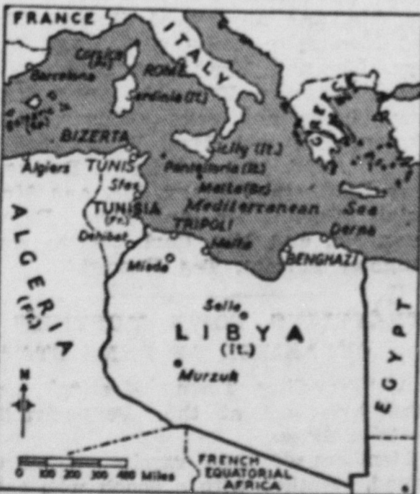 FRANCE
ITALY
Corsica
(Fr.)
ROME
Barcelona
Sardinia (It.)
GREECE
Balearic Is.
(Sp.)
BIZERTA
Sicily (It.)
Algiers
TUNIS
Pantellaria (It.)
Sfax
Malta (Br.)
TUNISIA
(Fr.)
Mediterranean Sea
TRIPOLI
Derna
Dehibat
BENGHAZI
Misda
ALGERIA
(Fr.)
LIBYA
(It.)
EGYPT
Murzuk
N
0 100 200 300 400 Miles
FRENCH
EQUATORIAL
AFRICA